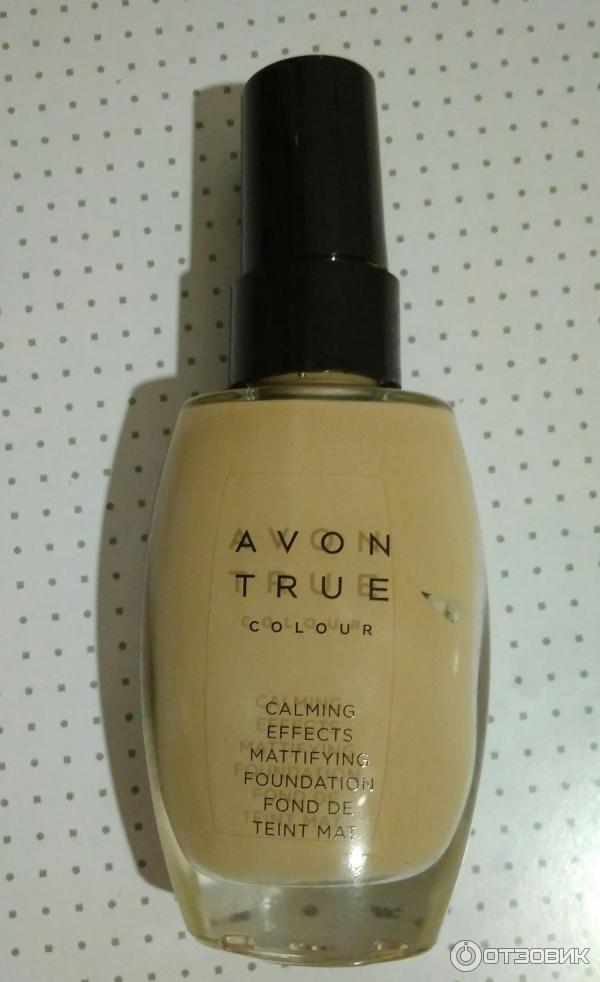 AVON
TRUE
COLOUR
CALMING
EFFECTS
MATTIFYING
FOUNDATION
FOND DE
TEINT MAT
ОТЗОВИК